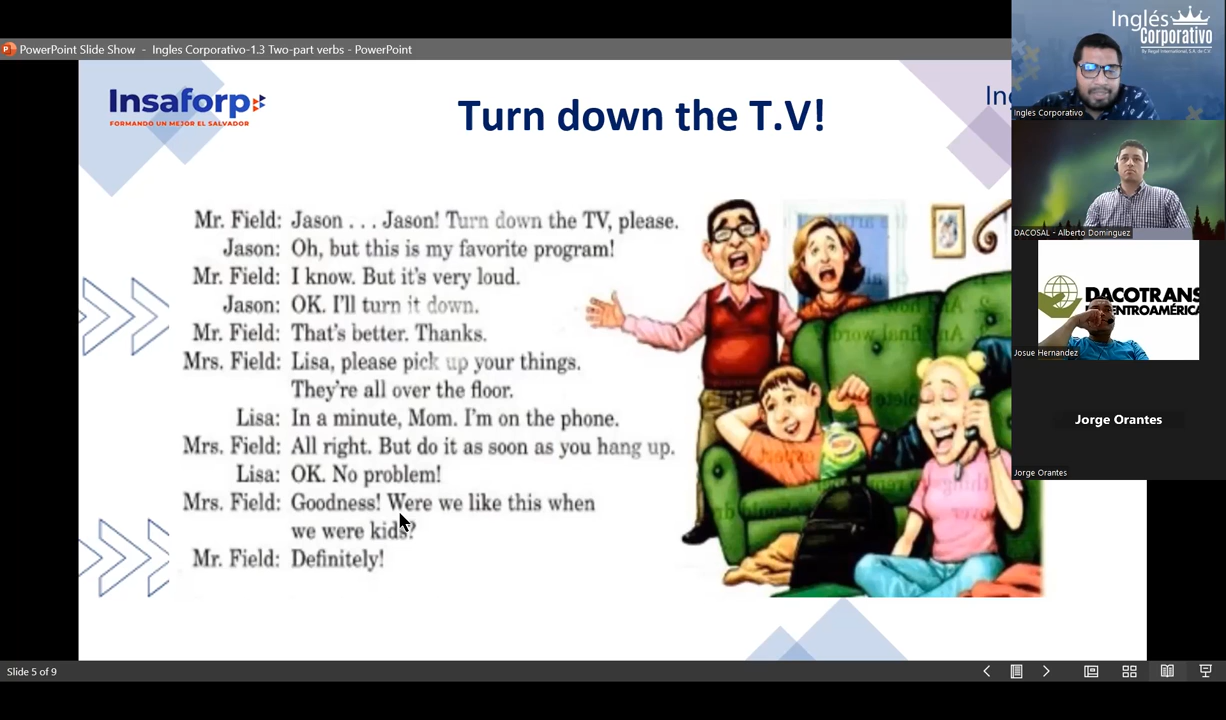 PowerPoint Slide Show - Ingles Corporativo-1.3 Two-part verbs - PowerPoint
Insaforp
FORMANDO UN MEJOR EL SALVADOR
Turn down the T.V!
Mr. Field: Jason . . . Jason! Turn down the TV, please.
Jason: Oh, but this is my favorite program!
Mr. Field: I know. But it's very loud.
Jason: OK. I'll turn it down.
Mr. Field: That's better. Thanks.
Mrs. Field: Lisa, please pick up your things.
They're all over the floor.
Lisa: In a minute, Mom. I'm on the phone.
Mrs. Field: All right. But do it as soon as you hang up.
Lisa: OK. No problem!
Mrs. Field: Goodness! Were we like this when
we were kids?
Mr. Field: Definitely!
Slide 5 of 9
Inglés
Corporativo
Ingles Corporativo
DACOSAL - Alberto Dominguez
DACOTRANS
CENTROAMÉRICA
Josue Hernandez
Jorge Orantes
Jorge Orantes